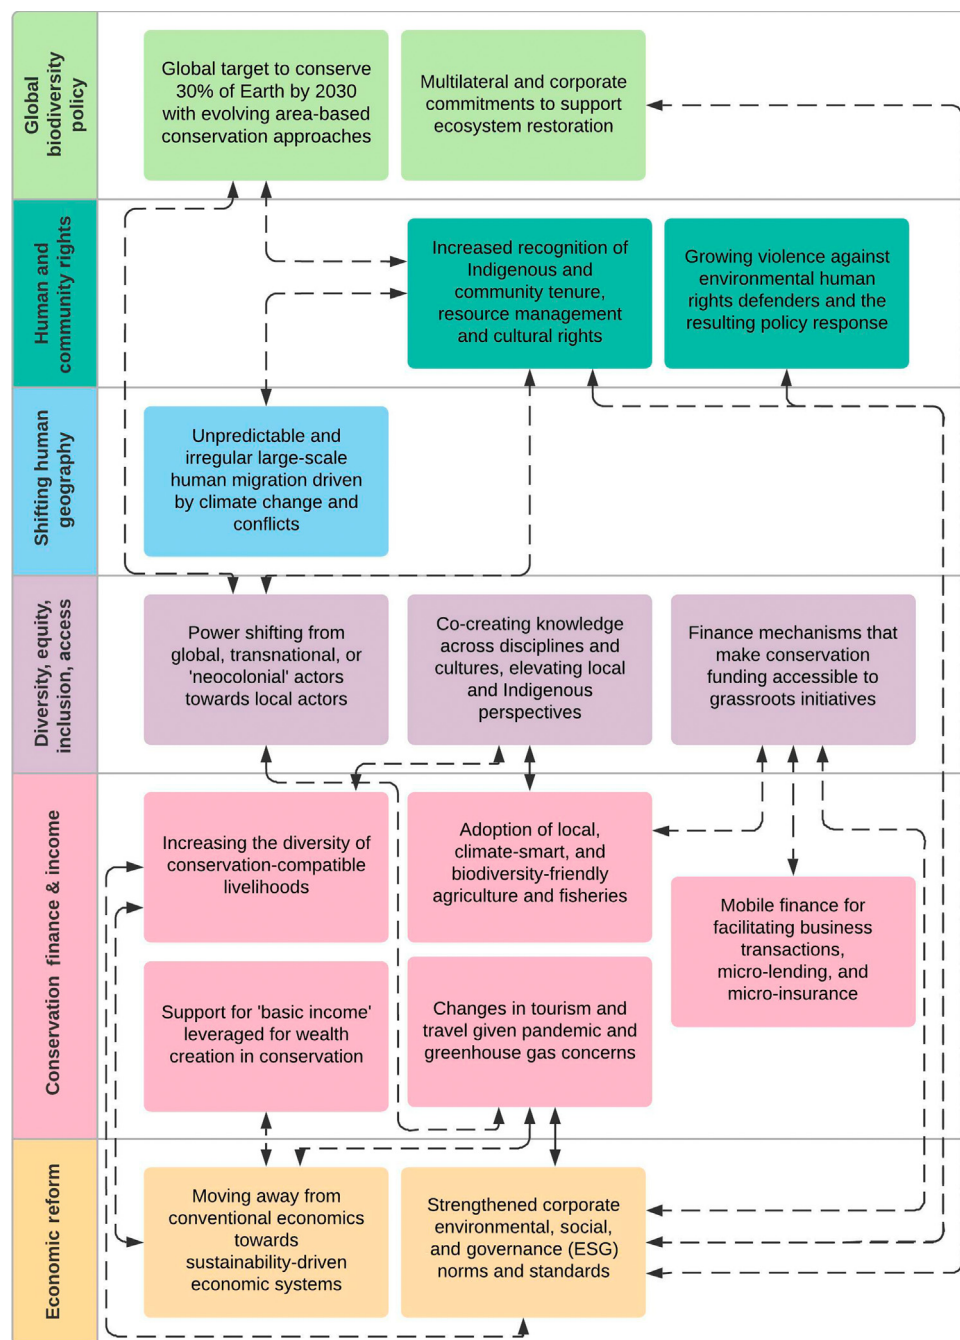 Global
biodiversity
policy
Global target to conserve
30% of Earth by 2030
with evolving area-based
conservation approaches
Multilateral and corporate
commitments to support
ecosystem restoration
Human and
community rights
Increased recognition of
Indigenous and
community tenure,
resource management
and cultural rights
Growing violence against
environmental human
rights defenders and the
resulting policy response
Shifting human
geography
Unpredictable and
irregular large-scale
human migration driven
by climate change and
conflicts
Diversity, equity,
inclusion, access
Power shifting from
global, transnational, or
'neocolonial' actors
towards local actors
Co-creating knowledge
across disciplines and
cultures, elevating local
and Indigenous
perspectives
Finance mechanisms that
make conservation
funding accessible to
grassroots initiatives
Conservation finance & income
Increasing the diversity of
conservation-compatible
livelihoods
Adoption of local,
climate-smart, and
biodiversity-friendly
agriculture and fisheries
Mobile finance for
facilitating business
transactions,
micro-lending, and
micro-insurance
Support for 'basic income'
leveraged for wealth
creation in conservation
Changes in tourism and
travel given pandemic and
greenhouse gas concerns
Economic reform
Moving away from
conventional economics
towards
sustainability-driven
economic systems
Strengthened corporate
environmental, social,
and governance (ESG)
norms and standards